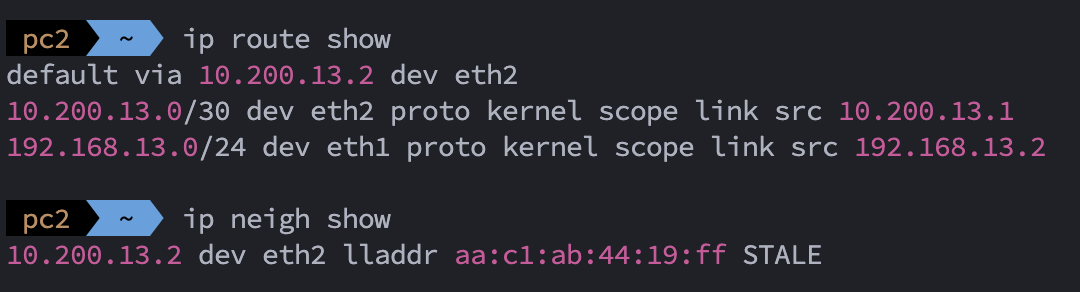 pc2 ~ ip route show
default via 10.200.13.2 dev eth2
10.200.13.0/30 dev eth2 proto kernel scope link src 10.200.13.1
192.168.13.0/24 dev eth1 proto kernel scope link src 192.168.13.2
pc2 ~ ip neigh show
10.200.13.2 dev eth2 lladdr aa:c1:ab:44:19:ff STALE